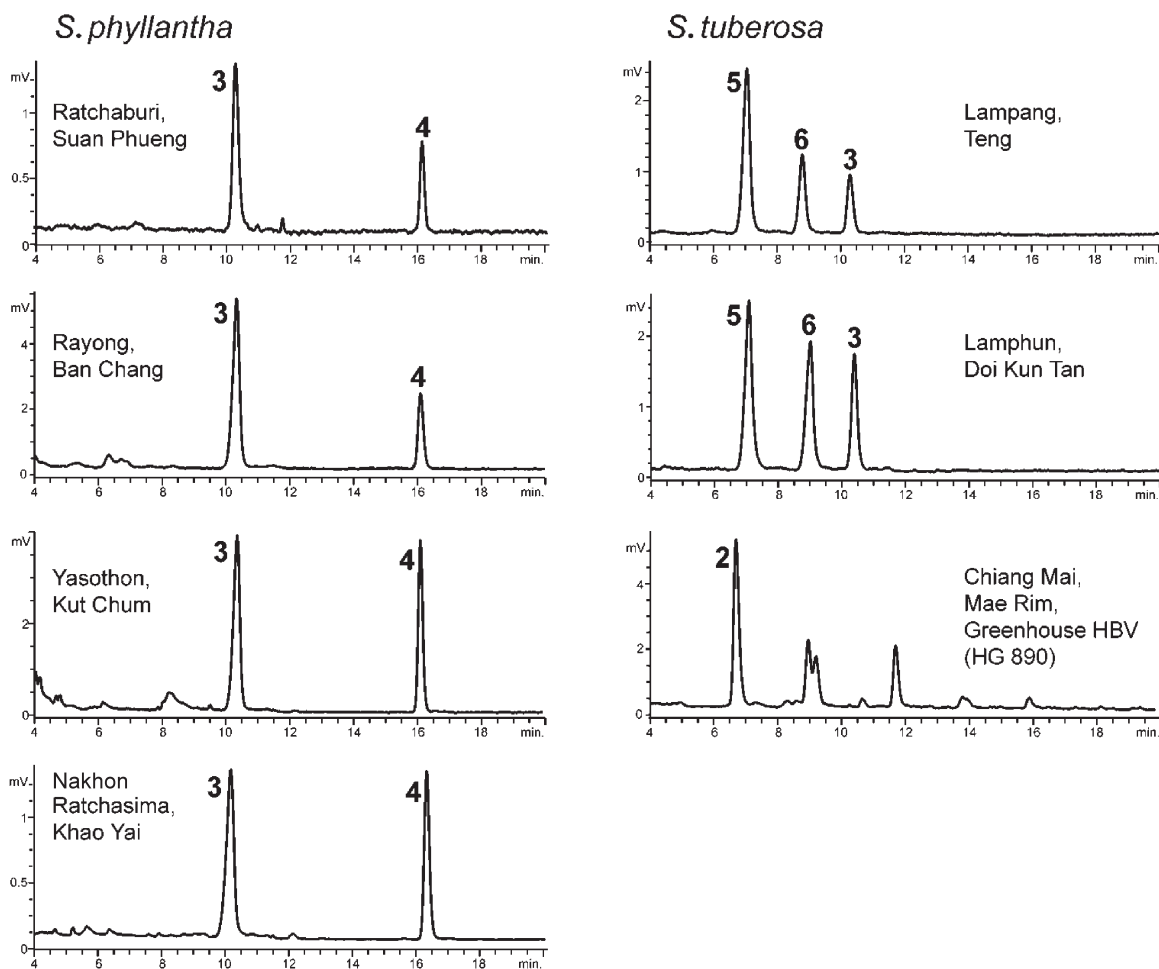 S. phyllantha
mV
1
0.5
0
3
4
Ratchaburi,
Suan Phueng
4 6 8 10 12 14 16 18 min.
mV
4
2
0
3
4
Rayong,
Ban Chang
4 6 8 10 12 14 16 18 min.
mV
2
0
3
4
Yasothon,
Kut Chum
4 6 8 10 12 14 16 18 min.
mV
1
0.5
0
3
4
Nakhon
Ratchasima,
Khao Yai
4 6 8 10 12 14 16 18 min.
S. tuberosa
mV
2
1
0
5
6
3
Lampang,
Teng
4 6 8 10 12 14 16 18 min.
mV
2
1
0
5
6
3
Lamphun,
Doi Kun Tan
4 6 8 10 12 14 16 18 min.
mV
4
2
0
2
Chiang Mai,
Mae Rim,
Greenhouse HBV
(HG 890)
4 6 8 10 12 14 16 18 min.